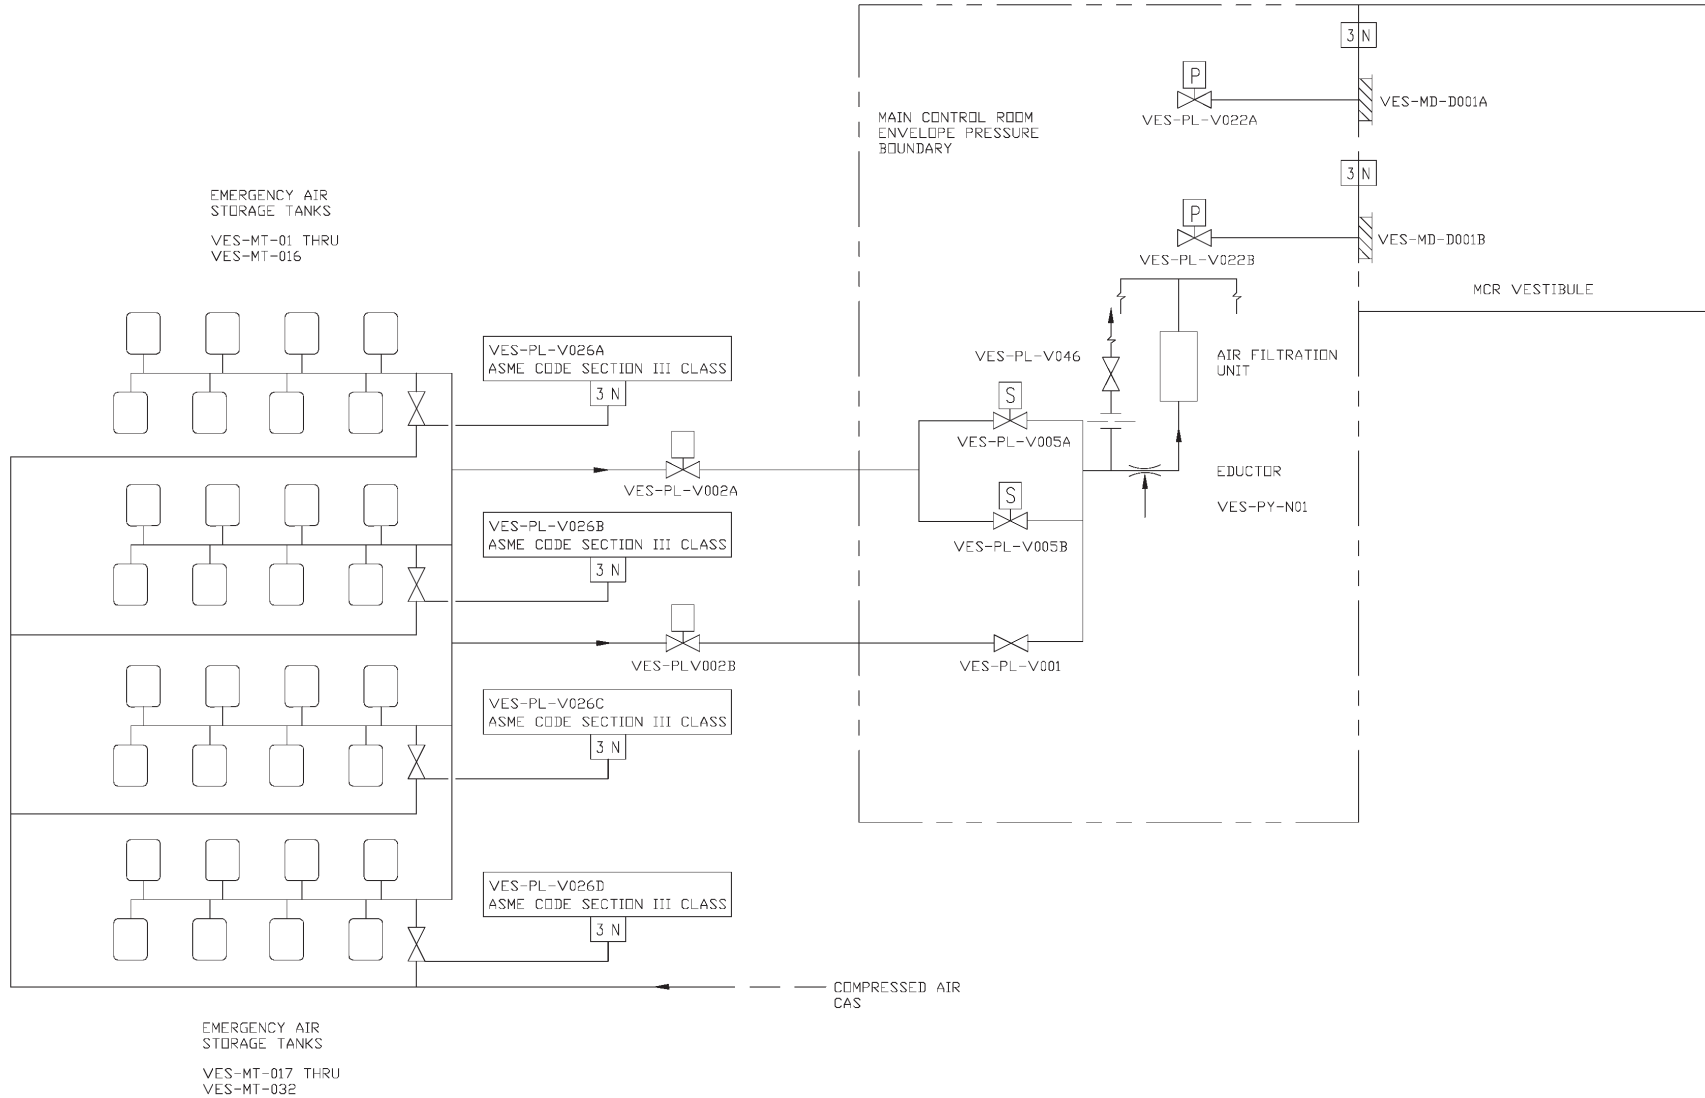 3 N
P
VES-MD-D001A
VES-PL-V022A
MAIN CONTROL ROOM
ENVELOPE PRESSURE
BOUNDARY
3 N
EMERGENCY AIR
STORAGE TANKS
VES-MT-01 THRU
VES-MT-016
P
VES-MD-D001B
VES-PL-V022B
MCR VESTIBULE
VES-PL-V026A
ASME CODE SECTION III CLASS
3 N
VES-PL-V046
AIR FILTRATION
UNIT
S
VES-PL-V005A
VES-PL-V002A
EDUCTOR
VES-PY-N01
S
VES-PL-V005B
VES-PL-V026B
ASME CODE SECTION III CLASS
3 N
VES-PLV002B
VES-PL-V001
VES-PL-V026C
ASME CODE SECTION III CLASS
3 N
VES-PL-V026D
ASME CODE SECTION III CLASS
3 N
COMPRESSED AIR
CAS
EMERGENCY AIR
STORAGE TANKS
VES-MT-017 THRU
VES-MT-032